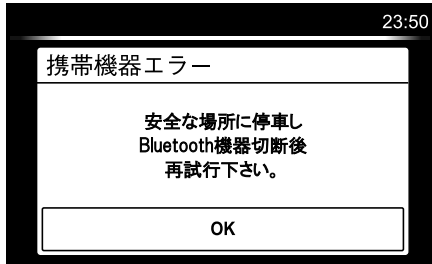 23:50
携帯機器エラー
安全な場所に停車し
Bluetooth機器切断後
再試行下さい。
OK